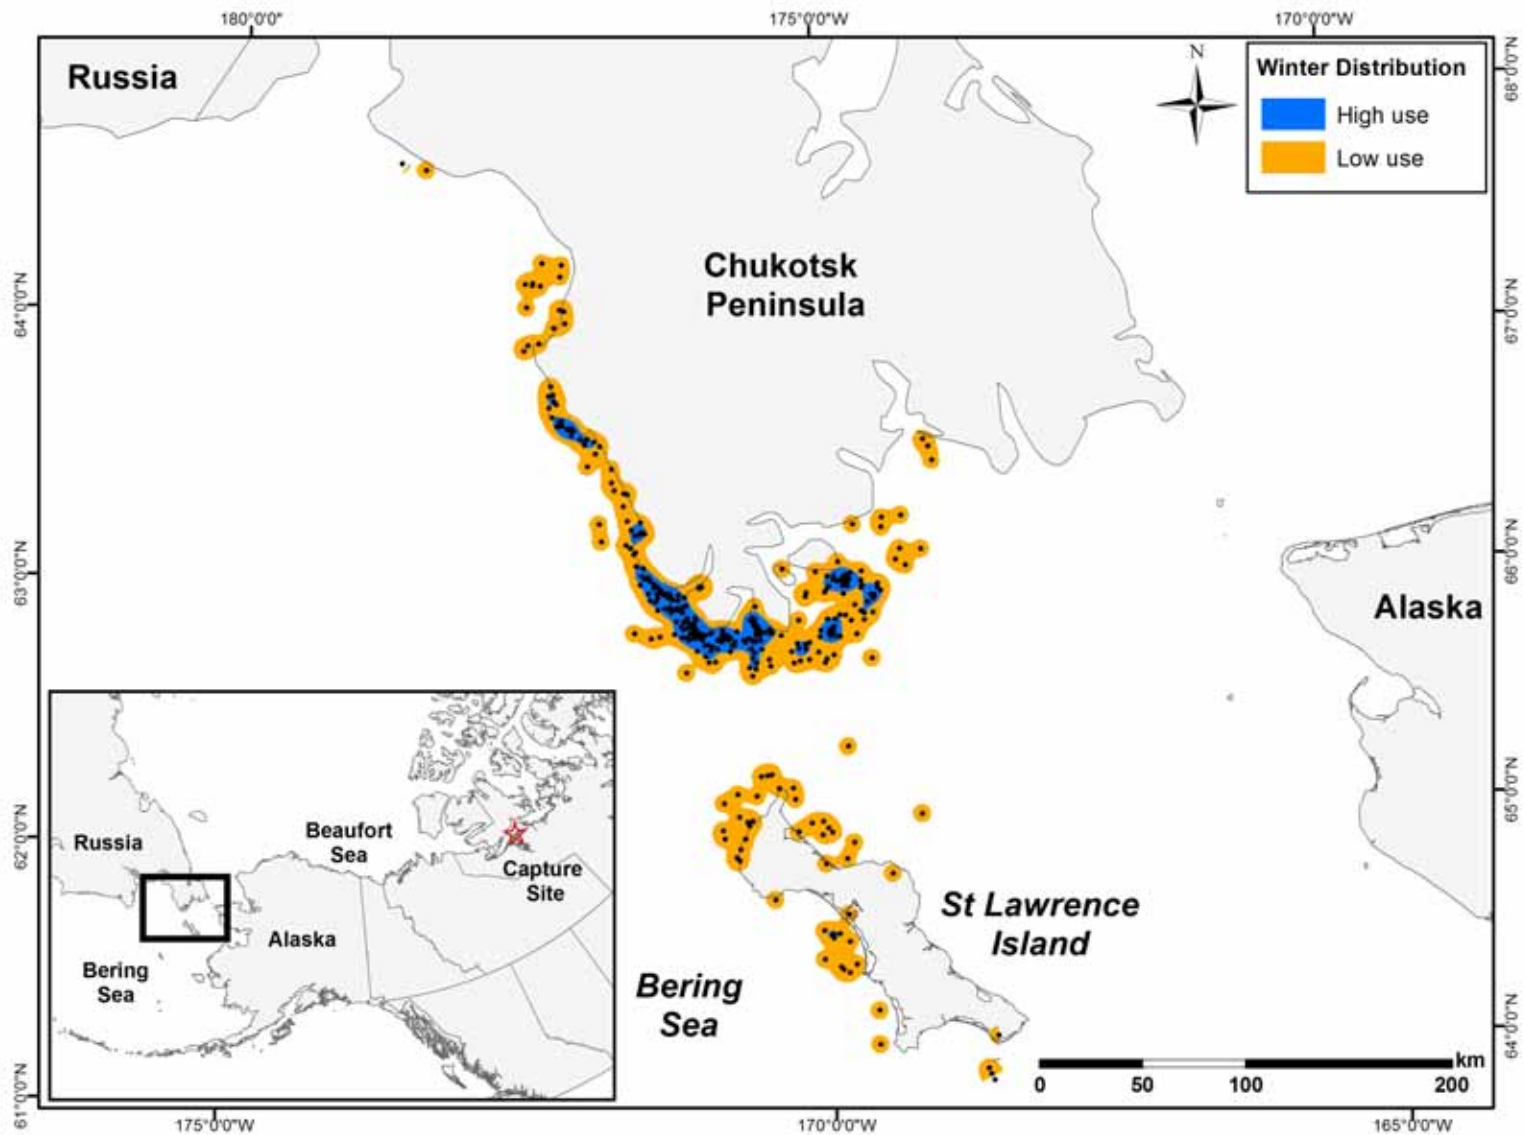 180°0'0"
175°0'0"W
170°0'0"W
Russia
N
Winter Distribution
High use
Low use
68°0'0"N
Chukotsk
Peninsula
64°0'0"N
67°0'0"N
63°0'0"N
66°0'0"N
Alaska
65°0'0"N
62°0'0"N
Russia
Beaufort
Sea
Capture
Site
Alaska
Bering
Sea
St Lawrence
Island
Bering
Sea
64°0'0"N
km
0
50
100
200
61°0'0"N
175°0'0"W
170°0'0"W
165°0'0"W